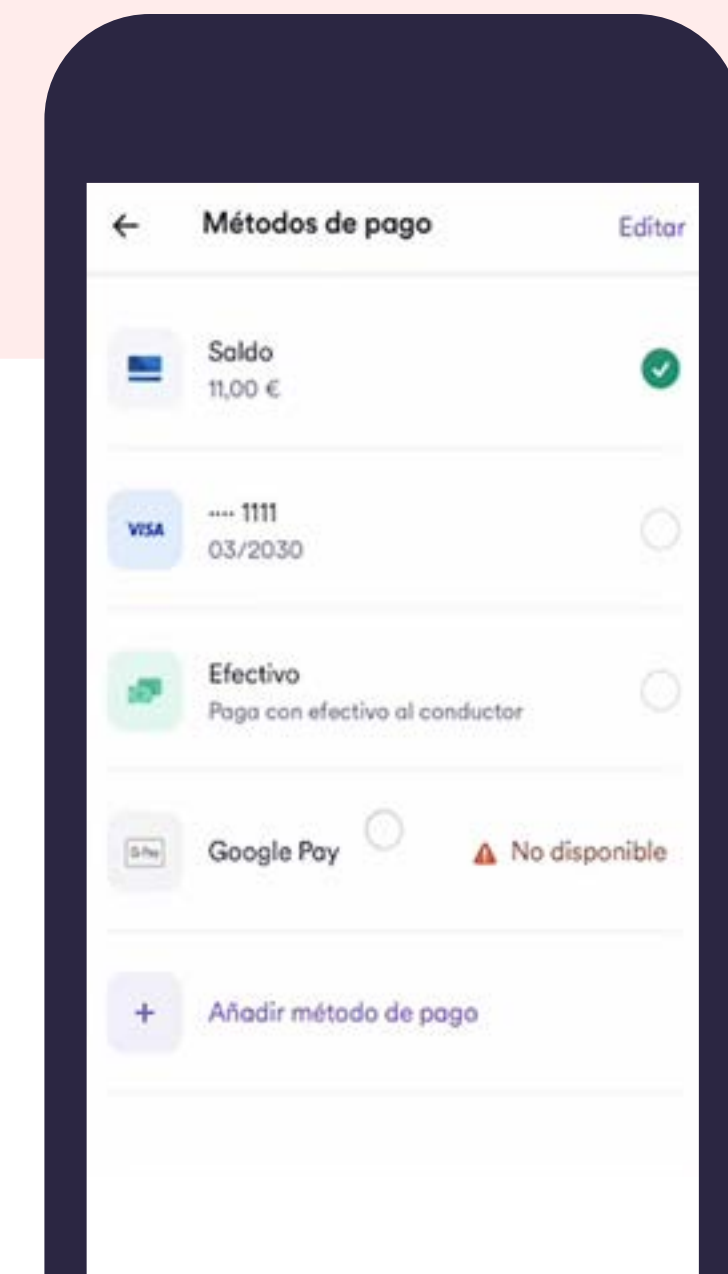 Métodos de pago
Editar
Saldo
11,00 €
VISA
···· 1111
03/2030
Efectivo
Paga con efectivo al conductor
G Pay
Google Pay
No disponible
+
Añadir método de pago